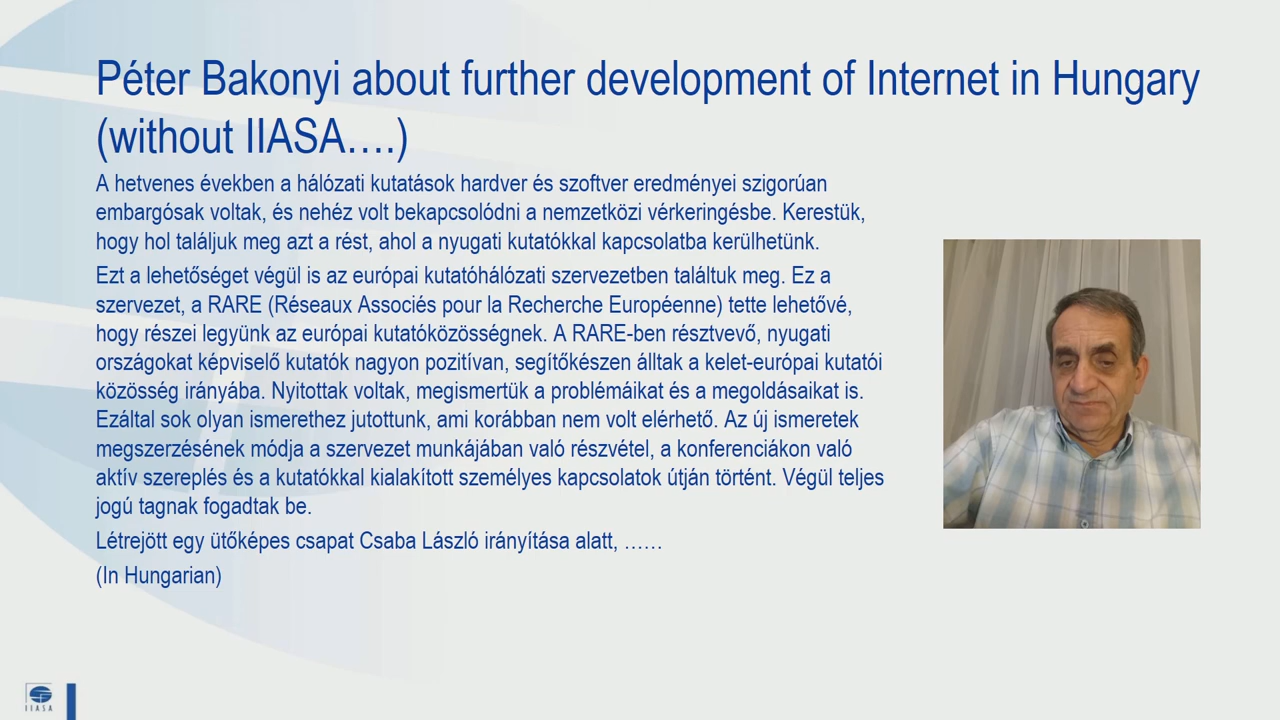 Péter Bakonyi about further development of Internet in Hungary
(without IIASA….)
A hetvenes években a hálózati kutatások hardver és szoftver eredményei szigorúan
embargósak voltak, és nehéz volt bekapcsolódni a nemzetközi vérkeringésbe. Kerestük,
hogy hol találjuk meg azt a rést, ahol a nyugati kutatókkal kapcsolatba kerülhetünk.
Ezt a lehetőséget végül is az európai kutatóhálózati szervezetben találtuk meg. Ez a
szervezet, a RARE (Réseaux Associés pour la Recherche Européenne) tette lehetővé,
hogy részei legyünk az európai kutatóközösségnek. A RARE-ben résztvevő, nyugati
országokat képviselő kutatók nagyon pozitívan, segítőkészen álltak a kelet-európai kutatói
közösség irányába. Nyitottak voltak, megismertük a problémáikat és a megoldásaikat is.
Ezáltal sok olyan ismerethez jutottunk, ami korábban nem volt elérhető. Az új ismeretek
megszerzésének módja a szervezet munkájában való részvétel, a konferenciákon való
aktív szereplés és a kutatókkal kialakított személyes kapcsolatok útján történt. Végül teljes
jogú tagnak fogadtak be.
Létrejött egy ütőképes csapat Csaba László irányítása alatt, ……
(In Hungarian)
IIASA